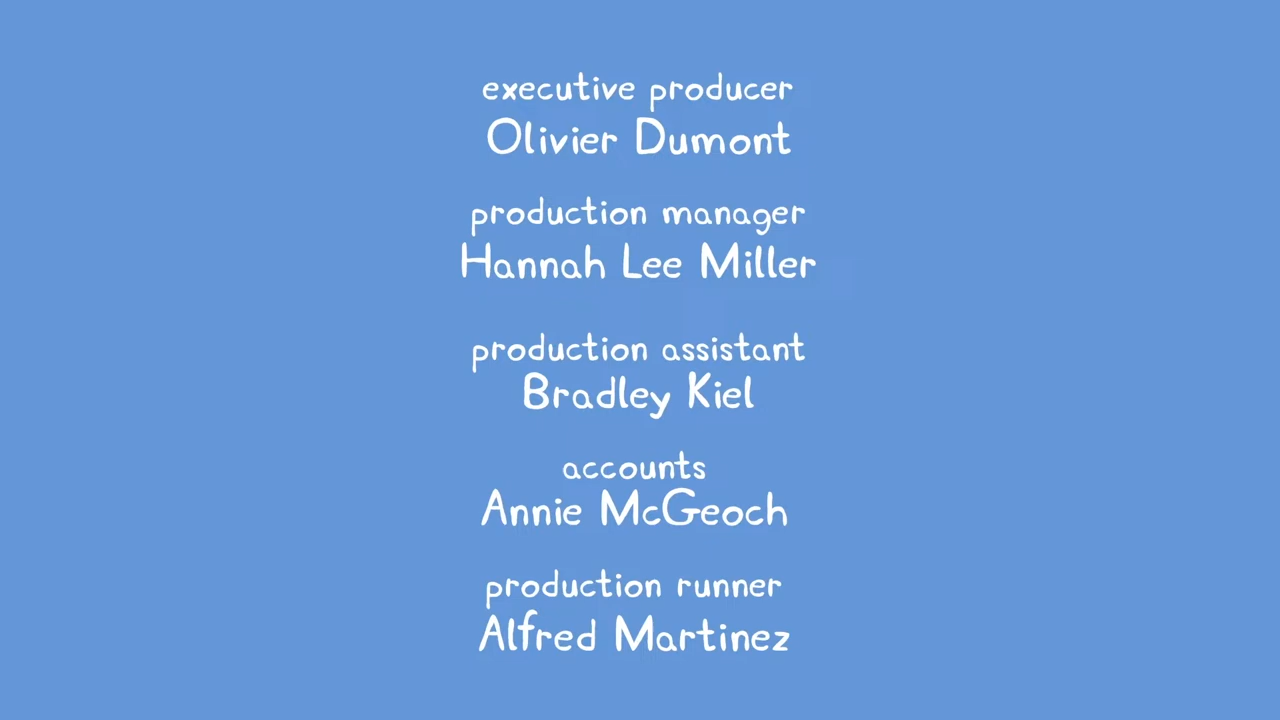 executive producer
Olivier Dumont
production manager
Hannah Lee Miller
production assistant
Bradley Kiel
accounts
Annie McGeoch
production runner
Alfred Martinez